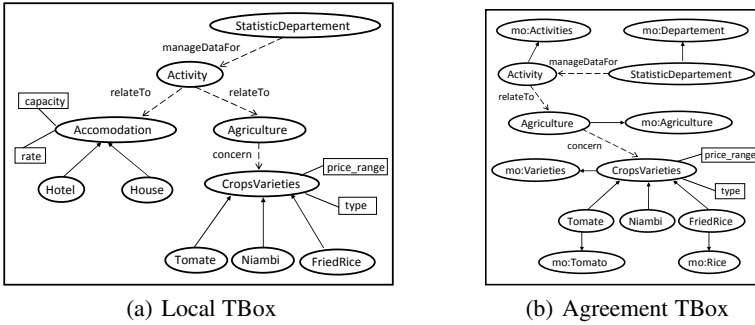 StatisticDepartement
manageDataFor
Activity
relateTo
relateTo
capacity
rate
Accomodation
Agriculture
concern
Hotel
House
CropsVarieties
price_range
type
Tomate
Niambi
FriedRice
(a) Local TBox
mo:Activities
mo:Departement
manageDataFor
Activity
StatisticDepartement
relateTo
Agriculture
mo:Agriculture
concern
price_range
mo:Varieties
CropsVarieties
type
Tomate
Niambi
FriedRice
mo:Tomato
mo:Rice
(b) Agreement TBox